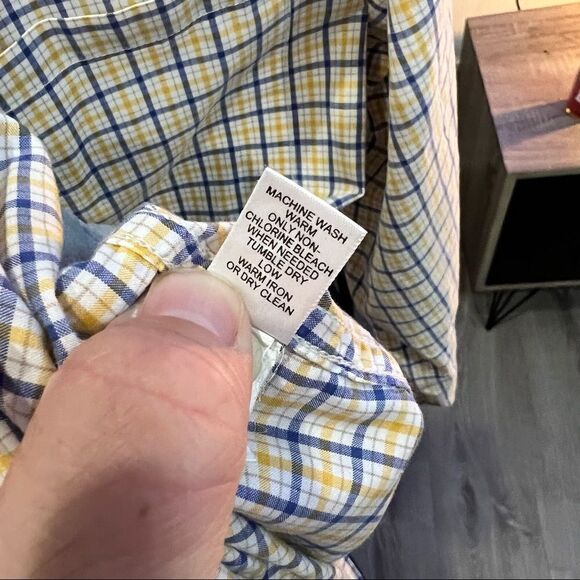 MACHINE WASH
WARM
ONLY NON-
CHLORINE BLEACH
WHEN NEEDED
TUMBLE DRY
LOW
WARM IRON
OR DRY CLEAN